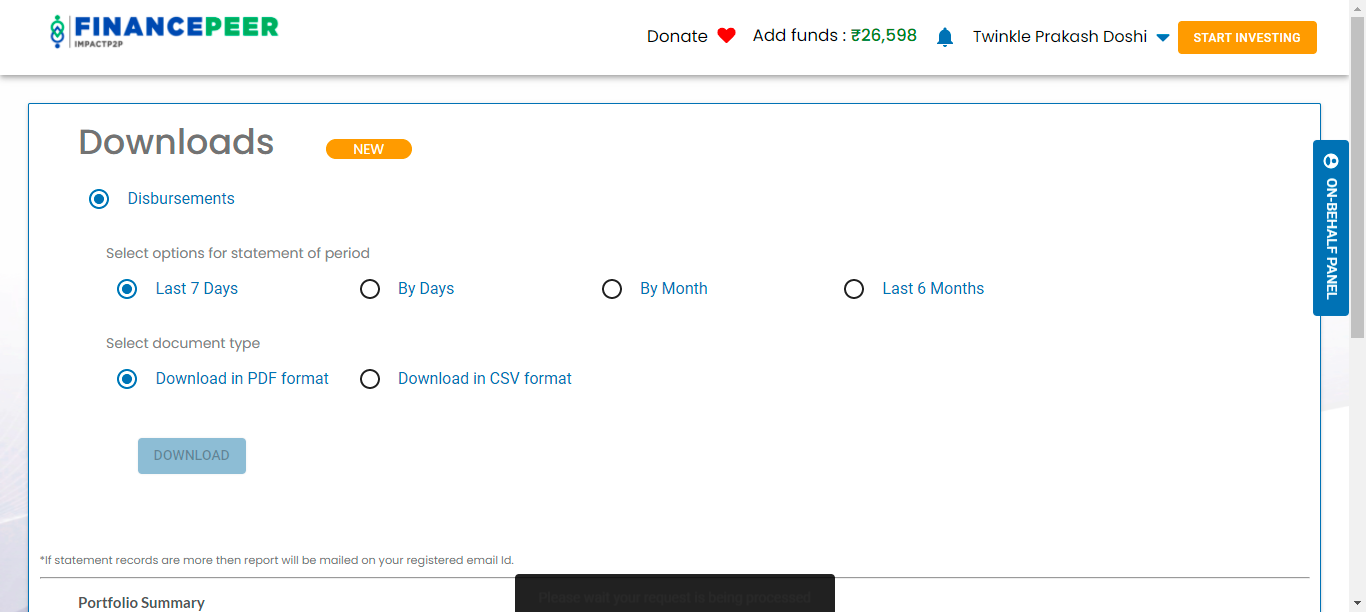 FINANCEPEER
IMPACTP2P
Donate Add funds : ₹26,598 Twinkle Prakash Doshi START INVESTING
Downloads NEW
Disbursements
Select options for statement of period
Last 7 Days By Days By Month Last 6 Months
Select document type
Download in PDF format Download in CSV format
DOWNLOAD
ON-BEHALF PANEL
*If statement records are more then report will be mailed on your registered email Id.
Please wait your request is being processed
Portfolio Summary